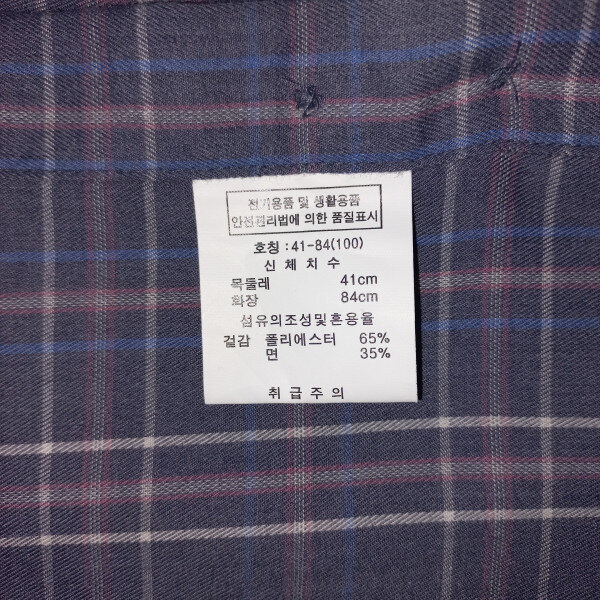 전기용품 및 생활용품
안전관리법에 의한 품질표시
호칭 : 41-84(100)
신 체 치 수
목둘레 41cm
화장 84cm
섬유의조성및혼용율
겉감 폴리에스터 65%
면 35%
취 급 주 의